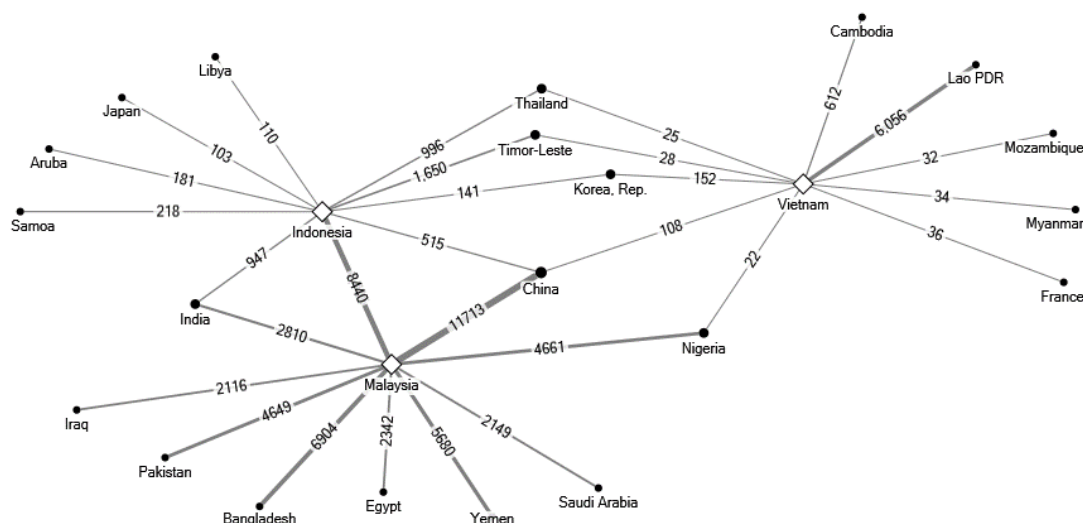 Cambodia
Libya
Lao PDR
Japan
Thailand
612
6.056
110
25
Aruba
103
996
Timor-Leste
28
Mozambique
1,650
32
181
141
Korea, Rep.
152
Vietnam
34
Samoa
218
Indonesia
Myanmar
108
36
947
515
22
8440
China
France
India
11713
2810
4661
Nigeria
Malaysia
2116
Iraq
4649
6904
2342
5680
2149
Pakistan
Bangladesh
Egypt
Yemen
Saudi Arabia